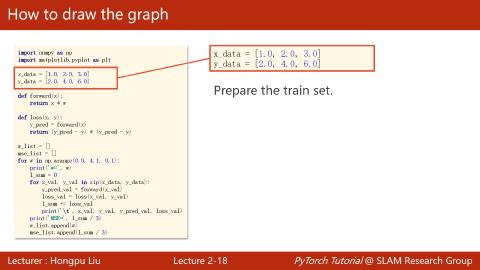 How to draw the graph
import numpy as np
import matplotlib.pyplot as plt
x_data = [1.0, 2.0, 3.0]
y_data = [2.0, 4.0, 6.0]
def forward(x):
return x * w
def loss(x, y):
y_pred = forward(x)
return (y_pred - y) * (y_pred - y)
w_list = []
mse_list = []
for w in np.arange(0.0, 4.1, 0.1):
print('w=', w)
l_sum = 0
for x_val, y_val in zip(x_data, y_data):
y_pred_val = forward(x_val)
loss_val = loss(x_val, y_val)
l_sum += loss_val
print('\t', x_val, y_val, y_pred_val, loss_val)
print('MSE=', l_sum / 3)
w_list.append(w)
mse_list.append(l_sum / 3)
x_data = [1.0, 2.0, 3.0]
y_data = [2.0, 4.0, 6.0]
Prepare the train set.
Lecturer : Hongpu Liu
Lecture 2-18
PyTorch Tutorial @ SLAM Research Group